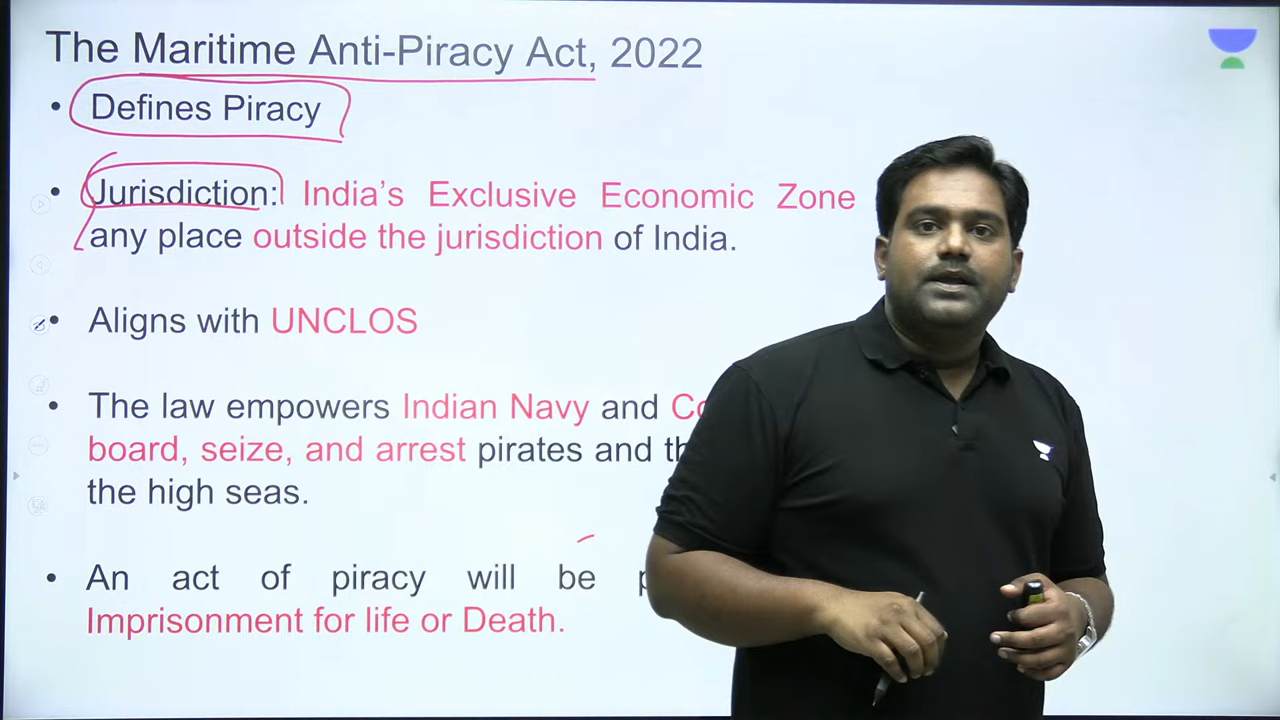 The Maritime Anti-Piracy Act, 2022
• Defines Piracy
• Jurisdiction: India’s Exclusive Economic Zone
any place outside the jurisdiction of India.
• Aligns with UNCLOS
• The law empowers Indian Navy and
board, seize, and arrest pirates and
the high seas.
• An act of piracy will be
Imprisonment for life or Death.